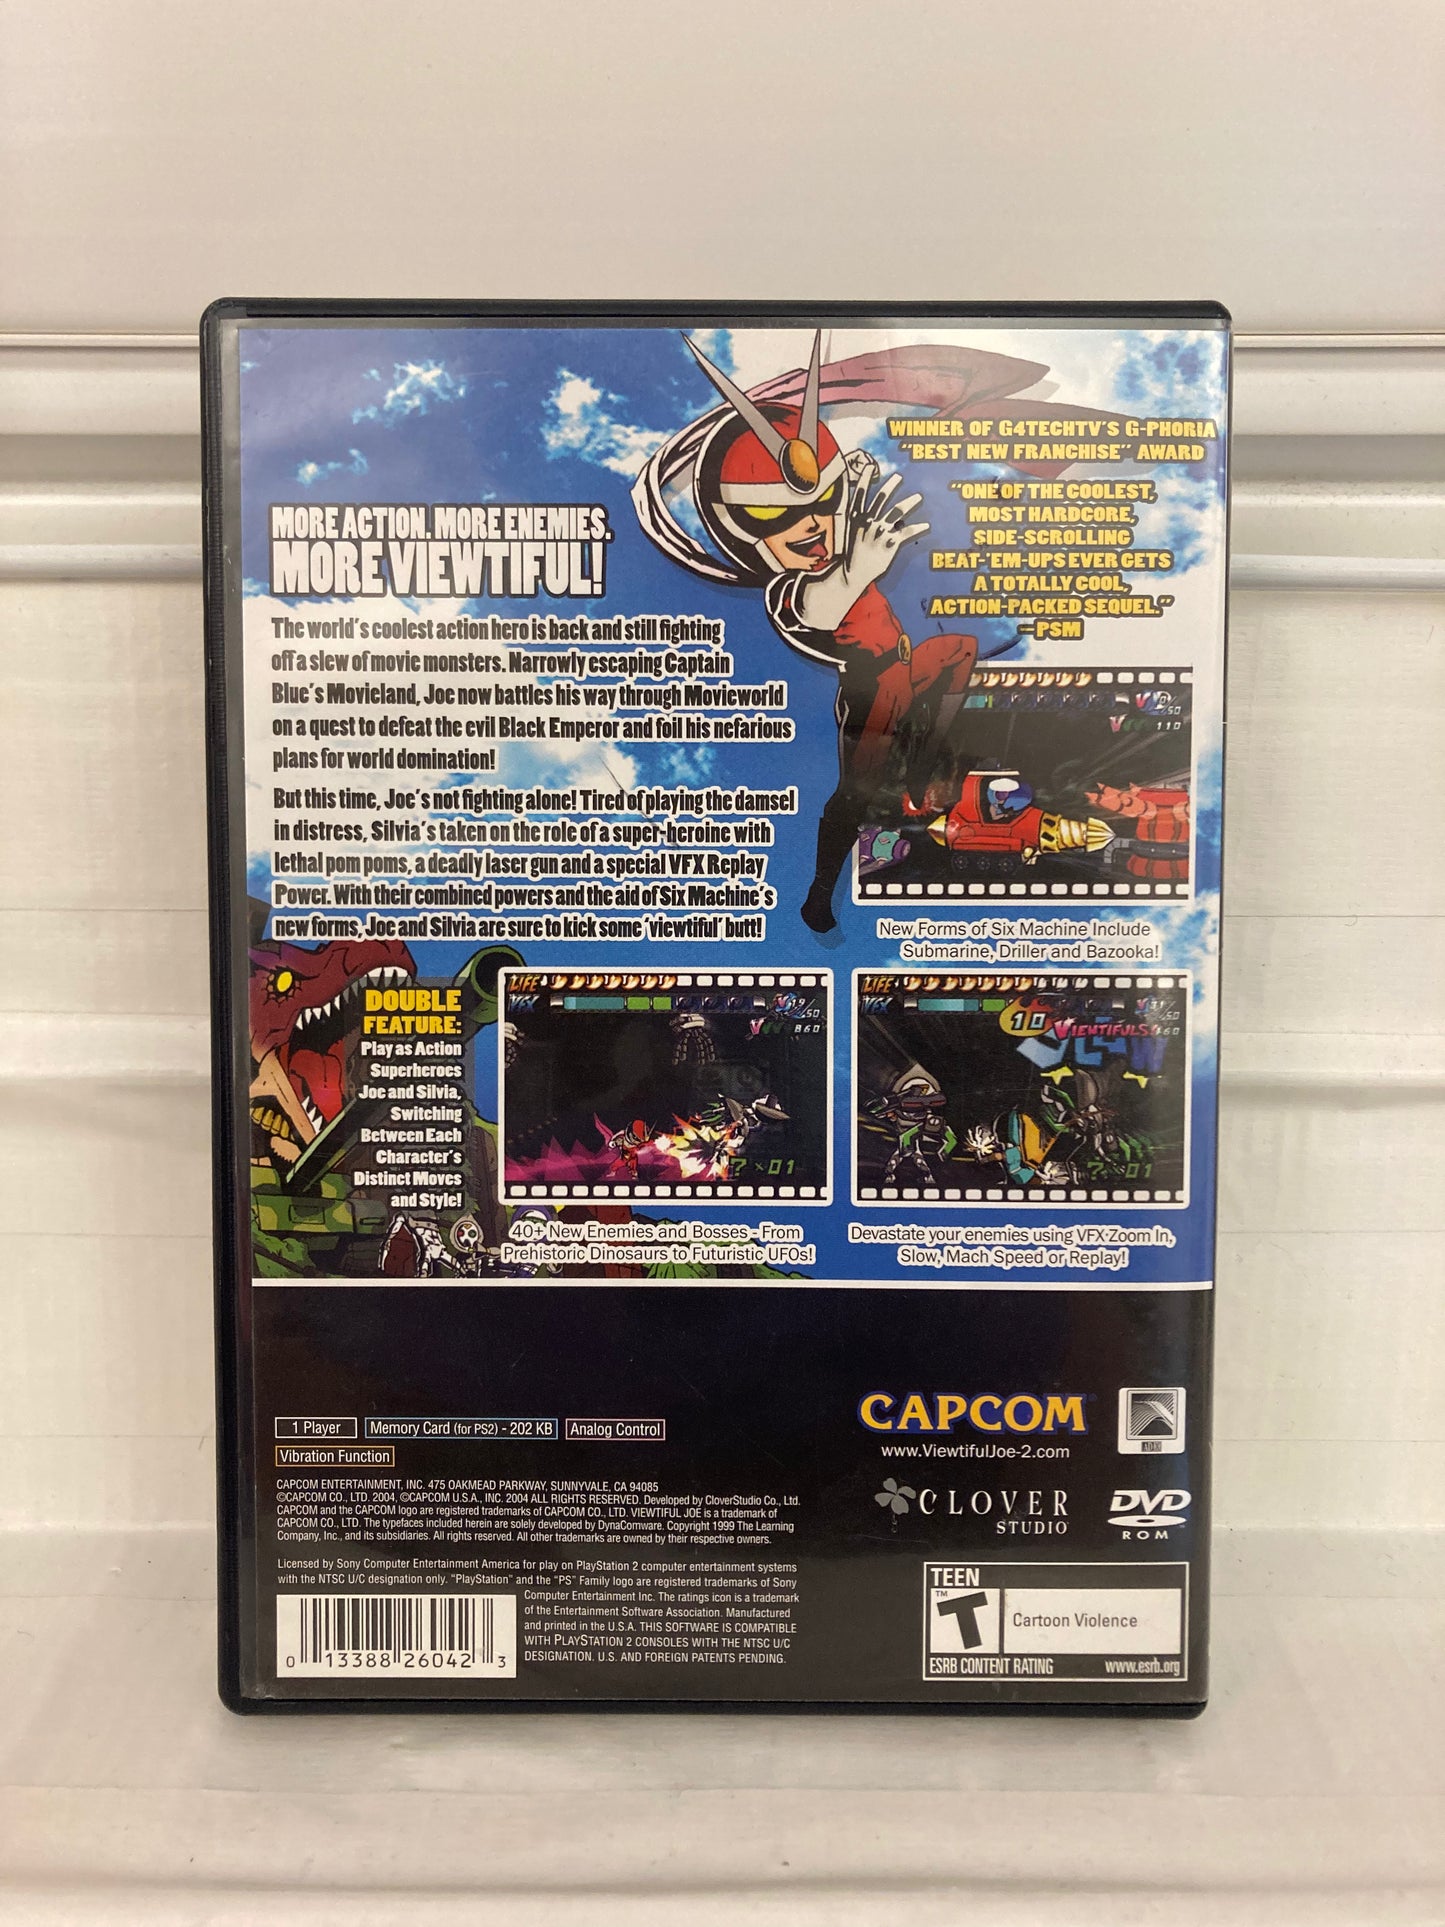 WINNER OF G4TECHTV'S G-PHORIA
"BEST NEW FRANCHISE" AWARD
"ONE OF THE COOLEST,
MOST HARDCORE,
SIDE-SCROLLING
BEAT-'EM-UPS EVER GETS
A TOTALLY COOL,
ACTION-PACKED SEQUEL."
—PSM
MORE ACTION. MORE ENEMIES.
MORE VIEWTIFUL!
The world's coolest action hero is back and still fighting
off a slew of movie monsters. Narrowly escaping Captain
Blue's Movieland, Joe now battles his way through Movieworld
on a quest to defeat the evil Black Emperor and foil his nefarious
plans for world domination!
But this time, Joe's not fighting alone! Tired of playing the damsel
in distress, Silvia's taken on the role of a super-heroine with
lethal pom poms, a deadly laser gun and a special VFX Replay
Power. With their combined powers and the aid of Six Machine's
new forms, Joe and Silvia are sure to kick some 'viewtiful' butt!
50
110
New Forms of Six Machine Include
Submarine, Driller and Bazooka!
DOUBLE
FEATURE:
Play as Action
Superheroes
Joe and Silvia,
Switching
Between Each
Character's
Distinct Moves
and Style!
LIFE
VFX
50
860
? × 01
40+ New Enemies and Bosses - From
Prehistoric Dinosaurs to Futuristic UFOs!
LIFE
VFX
50
10 VIEWTIFULS
60
? × 01
Devastate your enemies using VFX-Zoom In,
Slow, Mach Speed or Replay!
1 Player
Memory Card (for PS2) - 202 KB
Analog Control
Vibration Function
CAPCOM
www.ViewtifulJoe-2.com
CLOVER
STUDIO
DVD
ROM
CAPCOM ENTERTAINMENT, INC. 475 OAKMEAD PARKWAY, SUNNYVALE, CA 94085
©CAPCOM CO., LTD. 2004, ©CAPCOM U.S.A., INC. 2004 ALL RIGHTS RESERVED. Developed by CloverStudio Co., Ltd.
CAPCOM and the CAPCOM logo are registered trademarks of CAPCOM CO., LTD. VIEWTIFUL JOE is a trademark of
CAPCOM CO., LTD. The typefaces included herein are solely developed by DynaComware. Copyright 1999 The Learning
Company, Inc., and its subsidiaries. All rights reserved. All other trademarks are owned by their respective owners.
Licensed by Sony Computer Entertainment America for play on PlayStation 2 computer entertainment systems
with the NTSC U/C designation only. "PlayStation" and the "PS" Family logo are registered trademarks of Sony
Computer Entertainment Inc. The ratings icon is a trademark
of the Entertainment Software Association. Manufactured
and printed in the U.S.A. THIS SOFTWARE IS COMPATIBLE
WITH PLAYSTATION 2 CONSOLES WITH THE NTSC U/C
DESIGNATION. U.S. AND FOREIGN PATENTS PENDING.
0 13388 26042 3
TEEN
T
TM
Cartoon Violence
ESRB CONTENT RATING www.esrb.org